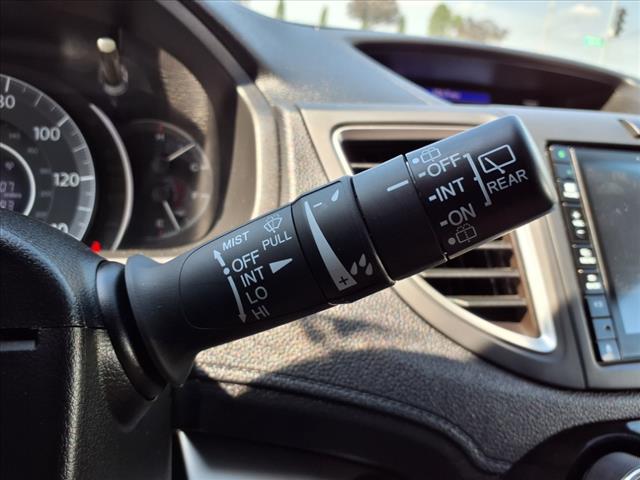 80
100
120
MIST
OFF
INT
LO
HI
PULL
- +
OFF
INT
ON
REAR